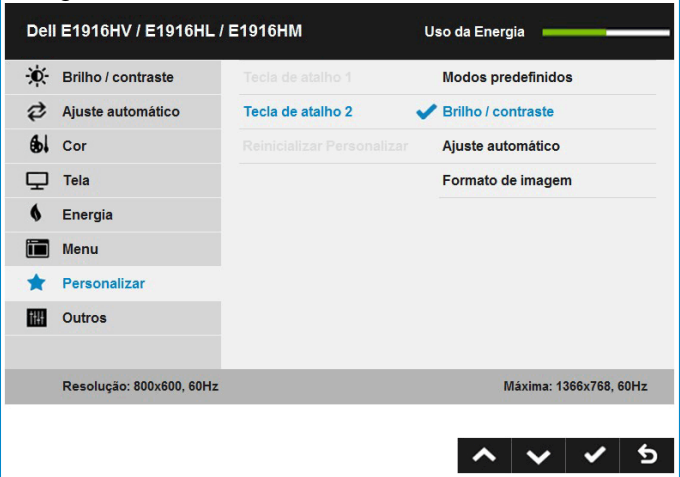 Dell E1916HV / E1916HL / E1916HM Uso da Energia
Brilho / contraste Tecla de atalho 1 Modos predefinidos
Ajuste automático Tecla de atalho 2 Brilho / contraste
Cor Reinicializar Personalizar Ajuste automático
Tela Formato de imagem
Energia
Menu
Personalizar
Outros
Resolução: 800x600, 60Hz Máxima: 1366x768, 60Hz